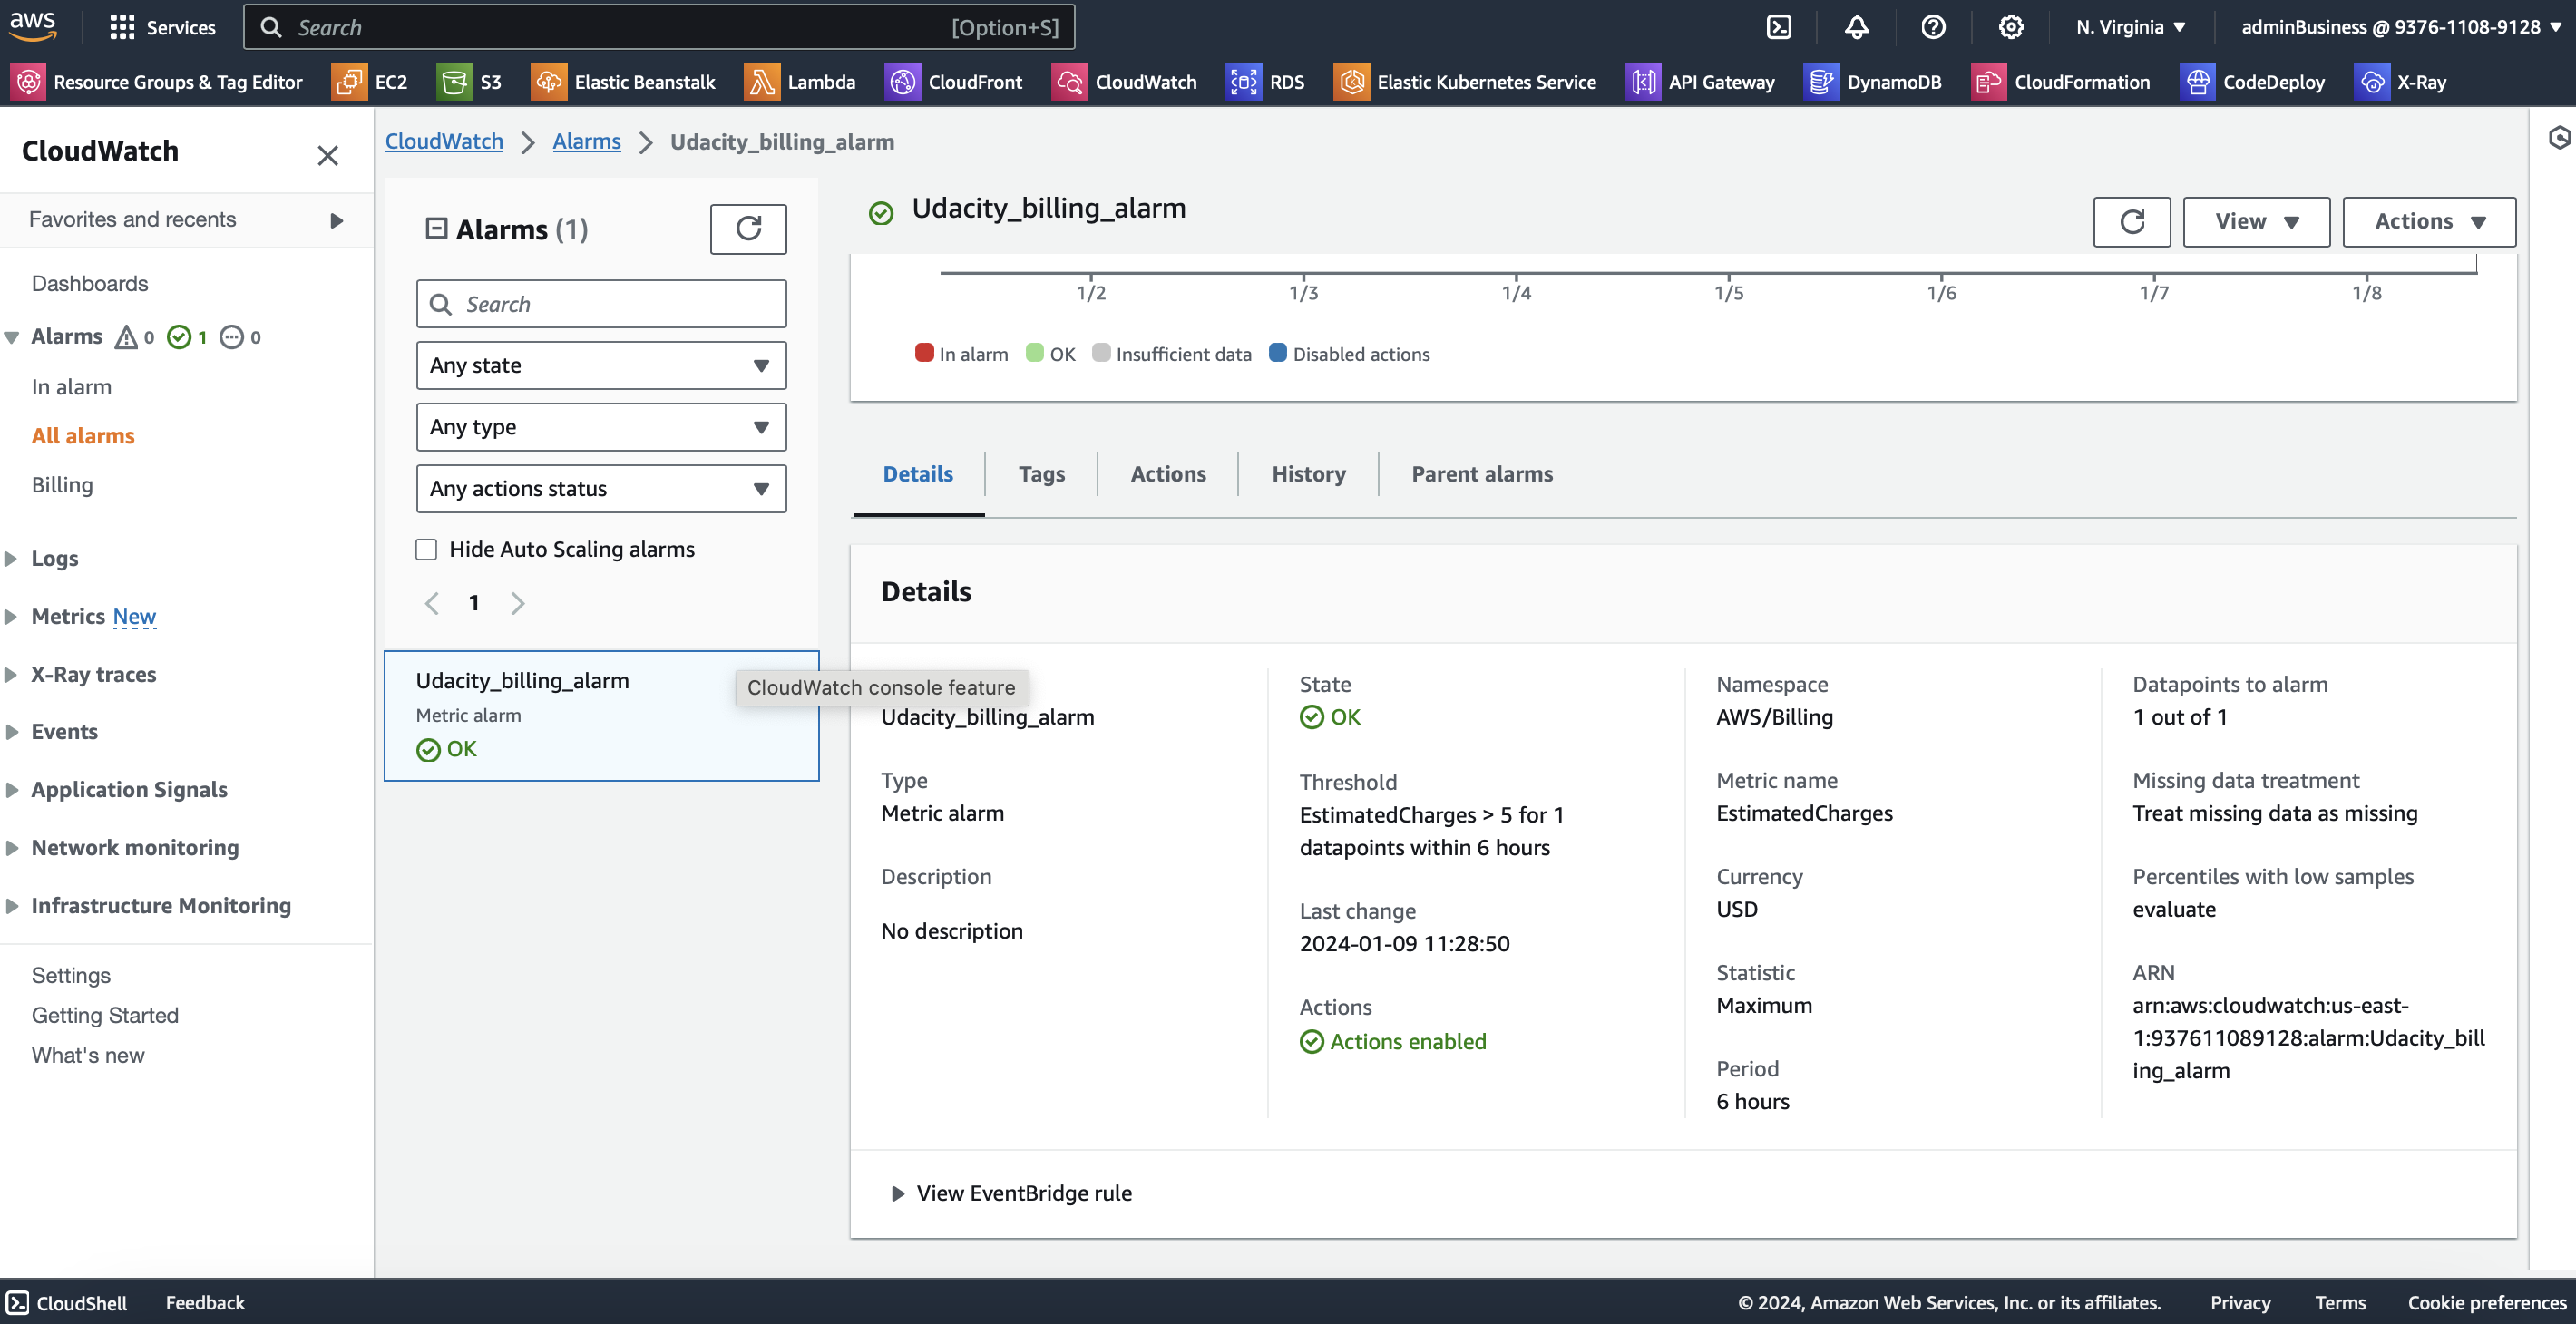 aws
Services
Search
[Option+S]
N. Virginia
adminBusiness @ 9376-1108-9128
Resource Groups & Tag Editor
EC2
S3
Elastic Beanstalk
Lambda
CloudFront
CloudWatch
RDS
Elastic Kubernetes Service
API Gateway
DynamoDB
CloudFormation
CodeDeploy
X-Ray
CloudWatch
Favorites and recents
Dashboards
Alarms 0 1 0
In alarm
All alarms
Billing
Logs
Metrics New
X-Ray traces
Events
Application Signals
Network monitoring
Infrastructure Monitoring
Settings
Getting Started
What's new
CloudWatch
Alarms
Udacity_billing_alarm
Alarms (1)
Search
Any state
Any type
Any actions status
Hide Auto Scaling alarms
1
Udacity_billing_alarm
Metric alarm
OK
CloudWatch console feature
Udacity_billing_alarm
View
Actions
1/2 1/3 1/4 1/5 1/6 1/7 1/8
In alarm OK Insufficient data Disabled actions
Details
Tags
Actions
History
Parent alarms
Details
Udacity_billing_alarm
Type
Metric alarm
Description
No description
State
OK
Threshold
EstimatedCharges > 5 for 1
datapoints within 6 hours
Last change
2024-01-09 11:28:50
Actions
Actions enabled
Namespace
AWS/Billing
Metric name
EstimatedCharges
Currency
USD
Statistic
Maximum
Period
6 hours
Datapoints to alarm
1 out of 1
Missing data treatment
Treat missing data as missing
Percentiles with low samples
evaluate
ARN
arn:aws:cloudwatch:us-east-
1:937611089128:alarm:Udacity_bill
ing_alarm
View EventBridge rule
CloudShell
Feedback
© 2024, Amazon Web Services, Inc. or its affiliates.
Privacy
Terms
Cookie preferences